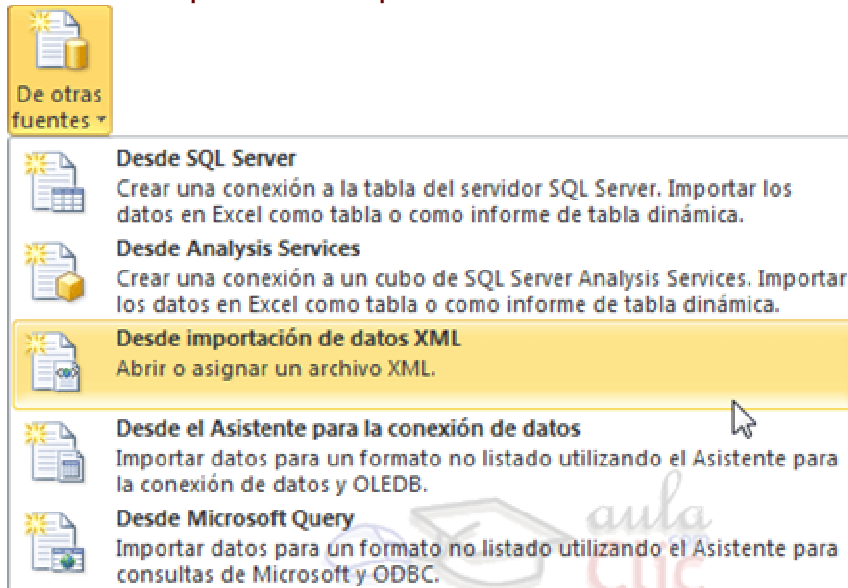 De otras
fuentes
Desde SQL Server
Crear una conexión a la tabla del servidor SQL Server. Importar los
datos en Excel como tabla o como informe de tabla dinámica.
Desde Analysis Services
Crear una conexión a un cubo de SQL Server Analysis Services. Importar
los datos en Excel como tabla o como informe de tabla dinámica.
Desde importación de datos XML
Abrir o asignar un archivo XML.
Desde el Asistente para la conexión de datos
Importar datos para un formato no listado utilizando el Asistente para
la conexión de datos y OLEDB.
Desde Microsoft Query
Importar datos para un formato no listado utilizando el Asistente para
consultas de Microsoft y ODBC.
aula
Clic